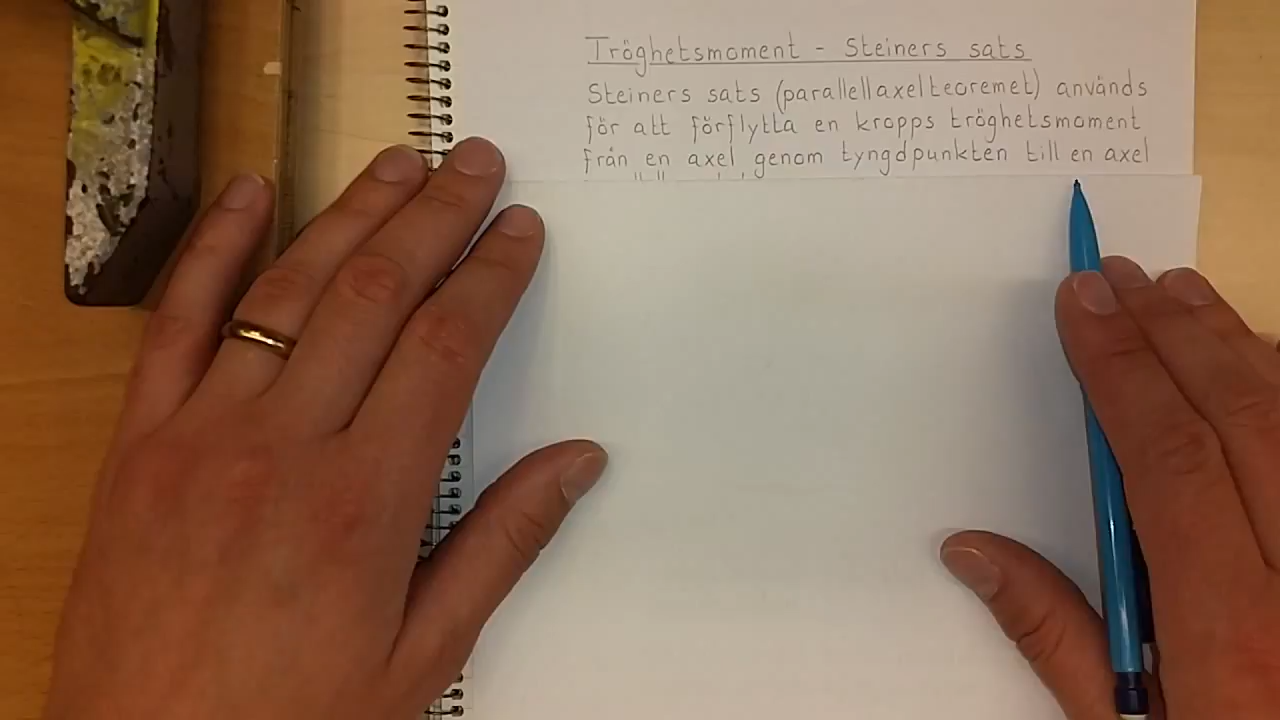 Tröghetsmoment - Steiners sats
Steiners sats (parallellaxelteoremet) används
för att förflytta en kropps tröghetsmoment
från en axel genom tyngdpunkten till en axel